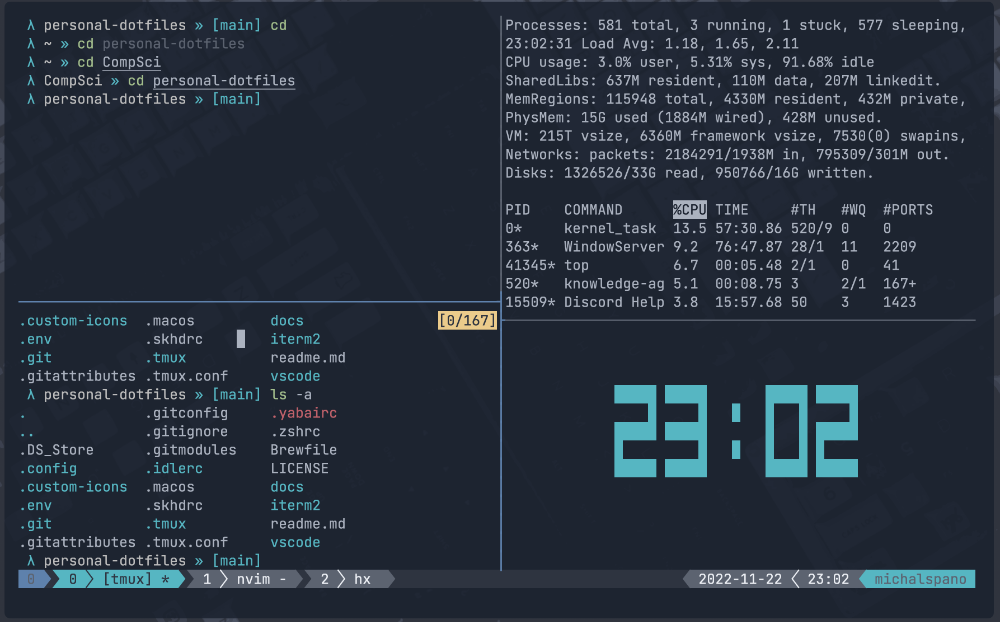 λ personal-dotfiles » [main] cd
λ ~ » cd personal-dotfiles
λ ~ » cd CompSci
λ CompSci » cd personal-dotfiles
λ personal-dotfiles » [main]
Processes: 581 total, 3 running, 1 stuck, 577 sleeping,
23:02:31 Load Avg: 1.18, 1.65, 2.11
CPU usage: 3.0% user, 5.31% sys, 91.68% idle
SharedLibs: 637M resident, 110M data, 207M linkedit.
MemRegions: 115948 total, 4330M resident, 432M private,
PhysMem: 15G used (1884M wired), 428M unused.
VM: 215T vsize, 6360M framework vsize, 7530(0) swapins,
Networks: packets: 2184291/1938M in, 795309/301M out.
Disks: 1326526/33G read, 950766/16G written.
PID COMMAND %CPU TIME #TH #WQ #PORTS
0* kernel_task 13.5 57:30.86 520/9 0 0
363* WindowServer 9.2 76:47.87 28/1 11 2209
41345* top 6.7 00:05.48 2/1 0 41
520* knowledge-ag 5.1 00:08.75 3 2/1 167+
15509* Discord Help 3.8 15:57.68 50 3 1423
.custom-icons .macos docs [0/167]
.env .skhdrc iterm2
.git .tmux readme.md
.gitattributes .tmux.conf vscode
λ personal-dotfiles » [main] ls -a
. .gitconfig .yabairc
.. .gitignore .zshrc
.DS_Store .gitmodules Brewfile
.config .idlerc LICENSE
.custom-icons .macos docs
.env .skhdrc iterm2
.git .tmux readme.md
.gitattributes .tmux.conf vscode
λ personal-dotfiles » [main]
23:02
0 0 [tmux] * 1 nvim - 2 hx 2022-11-22 23:02 michalspano